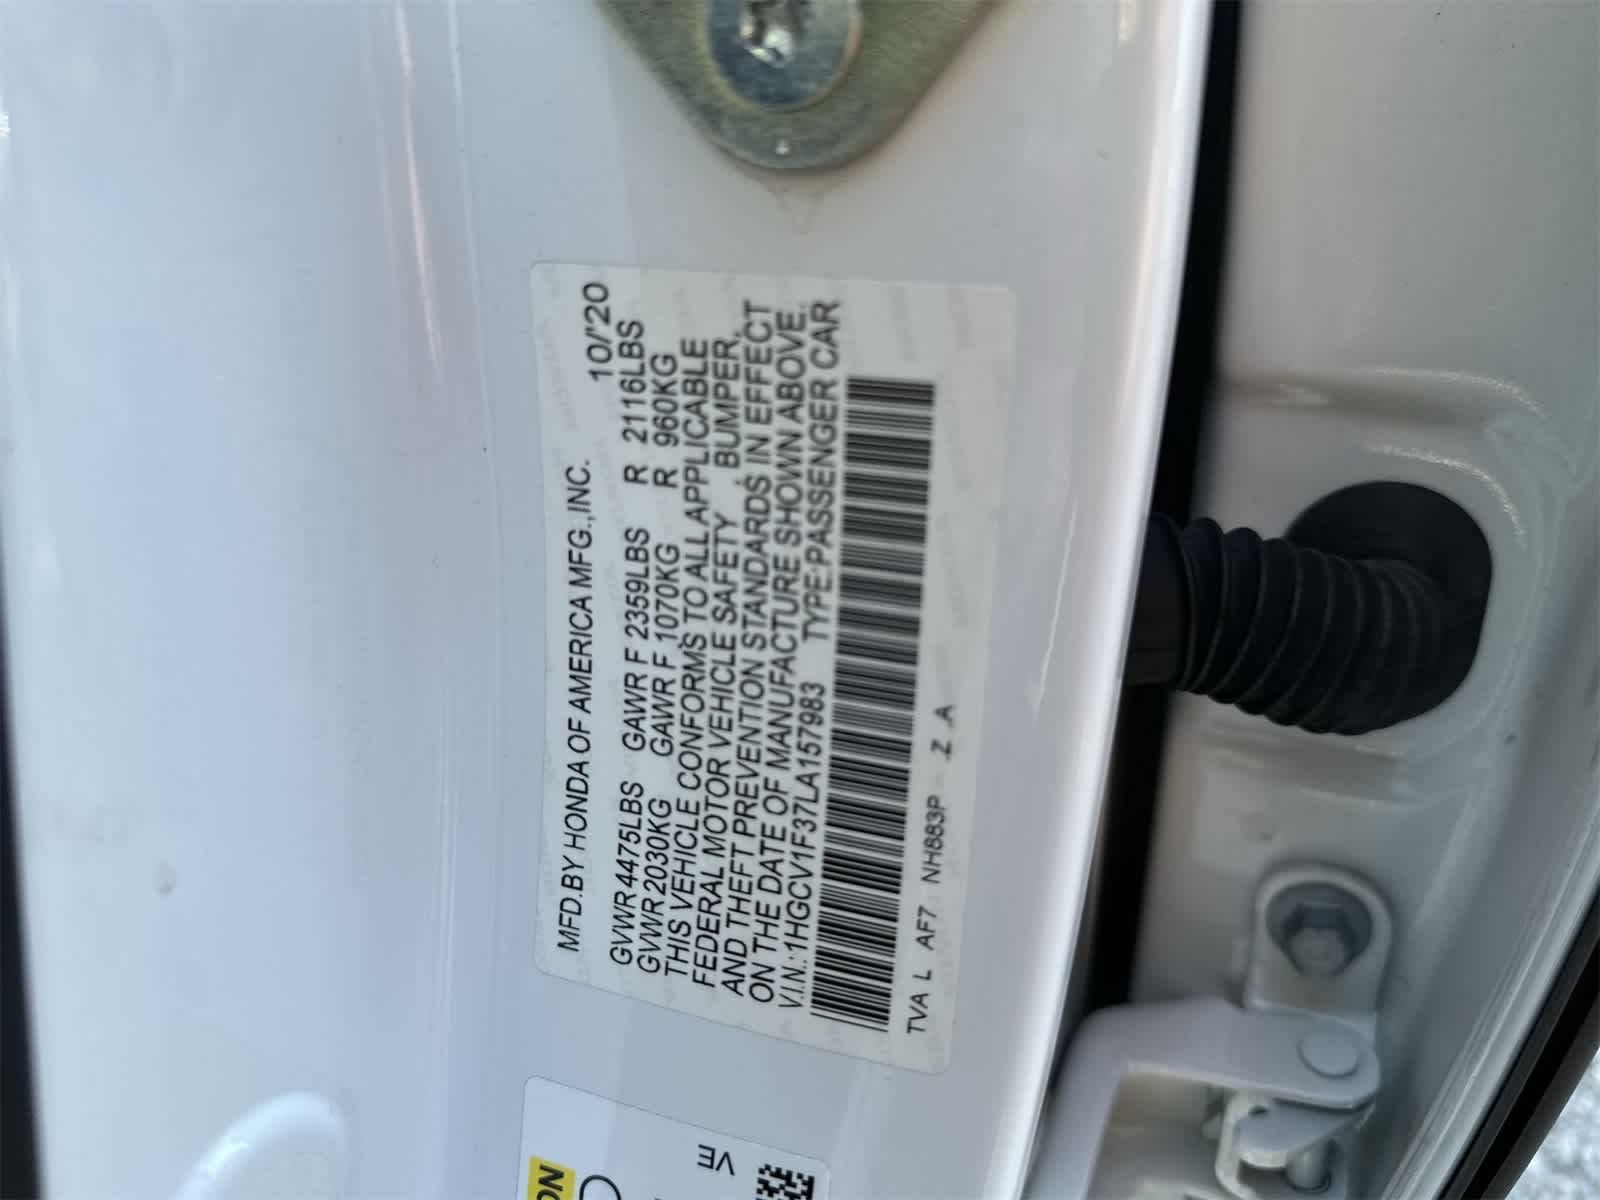 MFD.BY HONDA OF AMERICA MFG.,INC. 10/'20
GVWR 4475LBS GAWR F 2359LBS R 2116LBS
GVWR 2030KG GAWR F 1070KG R 960KG
THIS VEHICLE CONFORMS TO ALL APPLICABLE
FEDERAL MOTOR VEHICLE SAFETY, BUMPER,
AND THEFT PREVENTION STANDARDS IN EFFECT
ON THE DATE OF MANUFACTURE SHOWN ABOVE.
V.I.N.: 1HGCV1F37LA157983 TYPE:PASSENGER CAR
TVA L AF7 NH883P Z A
VE
ON